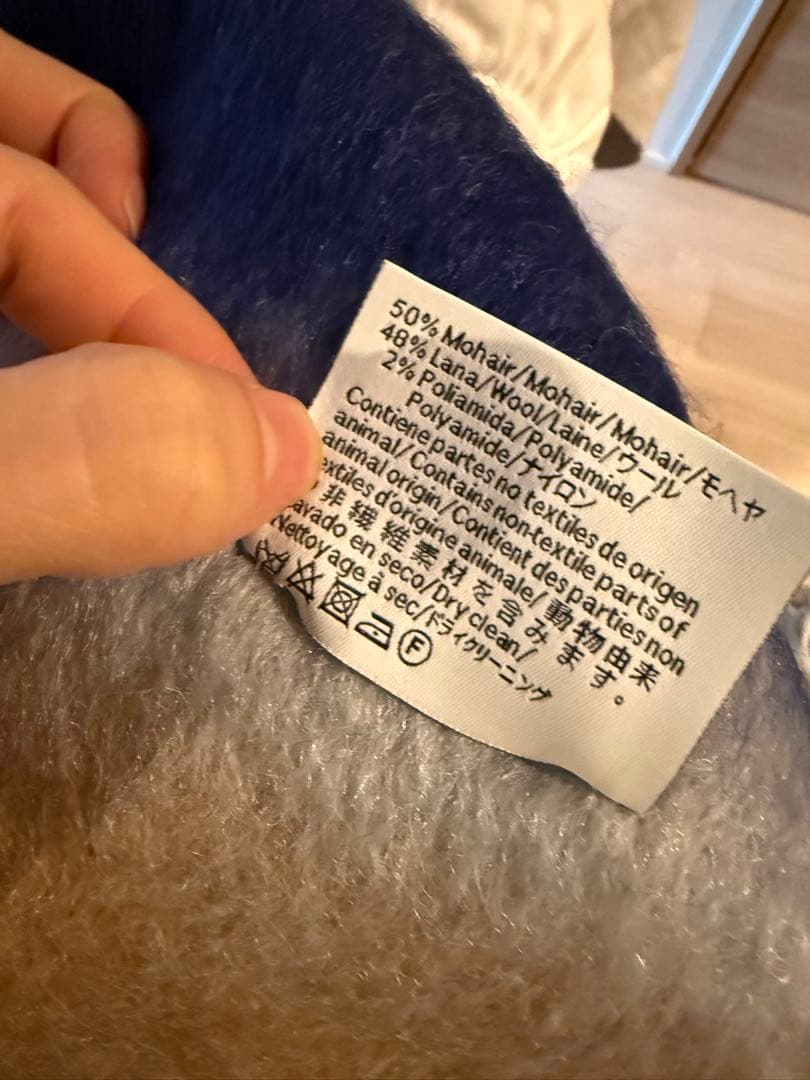 50% Mohair/Mohair/Mohair/モヘヤ
48% Lana/Wool/Laine/ウール
2% Poliamida/Polyamide/
Polyamide/ナイロン
Contiene partes no textiles de origen
animal/Contains non-textile parts of
animal origin/Contient des parties non
textiles d'origine animale/ 動物由来
非繊維素材を含みます。
avado en seco/Dry clean/
Nettoyage à sec/ドライクリーニング
F